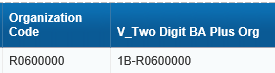 Organization
Code
V_Two Digit BA Plus Org
R0600000
1B-R0600000